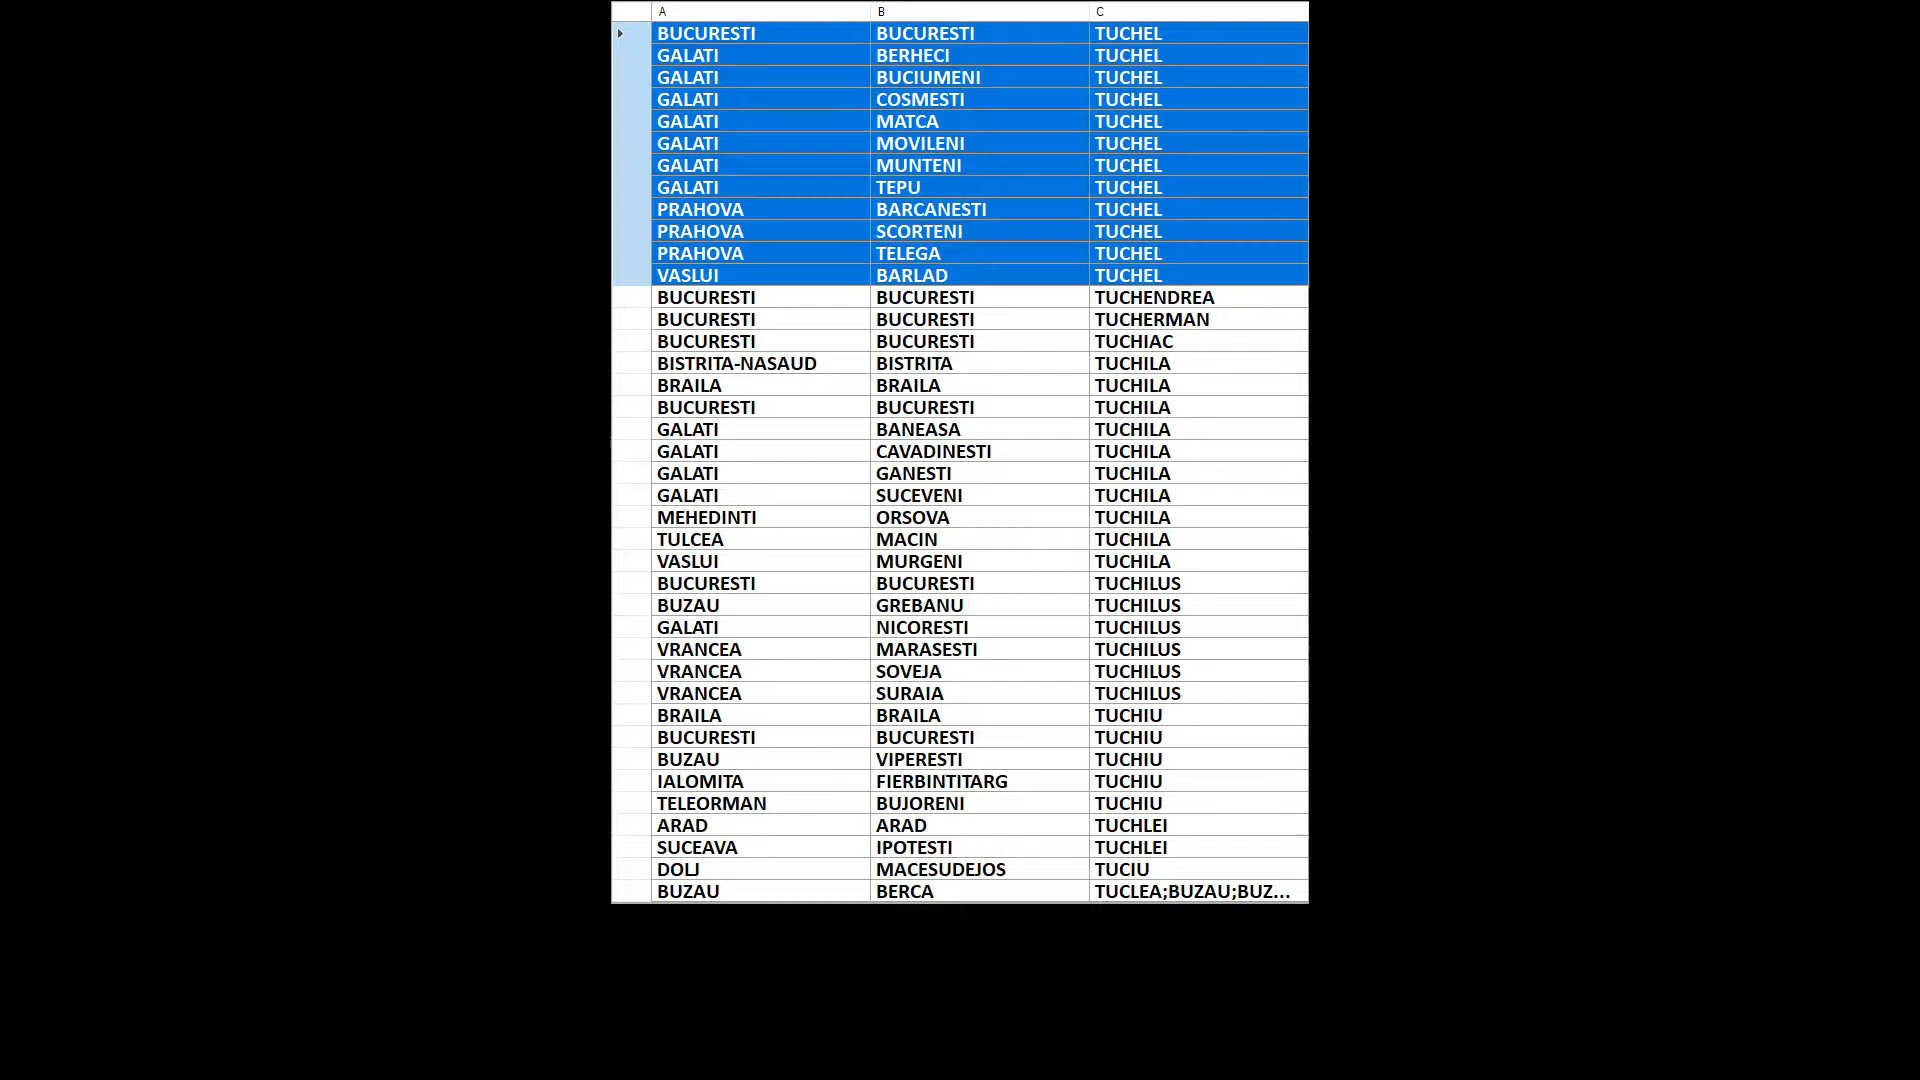 A B C
BUCURESTI BUCURESTI TUCHEL
GALATI BERHECI TUCHEL
GALATI BUCIUMENI TUCHEL
GALATI COSMESTI TUCHEL
GALATI MATCA TUCHEL
GALATI MOVILENI TUCHEL
GALATI MUNTENI TUCHEL
GALATI TEPU TUCHEL
PRAHOVA BARCANESTI TUCHEL
PRAHOVA SCORTENI TUCHEL
PRAHOVA TELEGA TUCHEL
VASLUI BARLAD TUCHEL
BUCURESTI BUCURESTI TUCHENDREA
BUCURESTI BUCURESTI TUCHERMAN
BUCURESTI BUCURESTI TUCHIAC
BISTRITA-NASAUD BISTRITA TUCHILA
BRAILA BRAILA TUCHILA
BUCURESTI BUCURESTI TUCHILA
GALATI BANEASA TUCHILA
GALATI CAVADINESTI TUCHILA
GALATI GANESTI TUCHILA
GALATI SUCEVENI TUCHILA
MEHEDINTI ORSOVA TUCHILA
TULCEA MACIN TUCHILA
VASLUI MURGENI TUCHILA
BUCURESTI BUCURESTI TUCHILUS
BUZAU GREBANU TUCHILUS
GALATI NICORESTI TUCHILUS
VRANCEA MARASESTI TUCHILUS
VRANCEA SOVEJA TUCHILUS
VRANCEA SURAIA TUCHILUS
BRAILA BRAILA TUCHIU
BUCURESTI BUCURESTI TUCHIU
BUZAU VIPERESTI TUCHIU
IALOMITA FIERBINTITARG TUCHIU
TELEORMAN BUJORENI TUCHIU
ARAD ARAD TUCHLEI
SUCEAVA IPOTESTI TUCHLEI
DOLJ MACESUDEJOS TUCIU
BUZAU BERCA TUCLEA;BUZAU;BUZ...